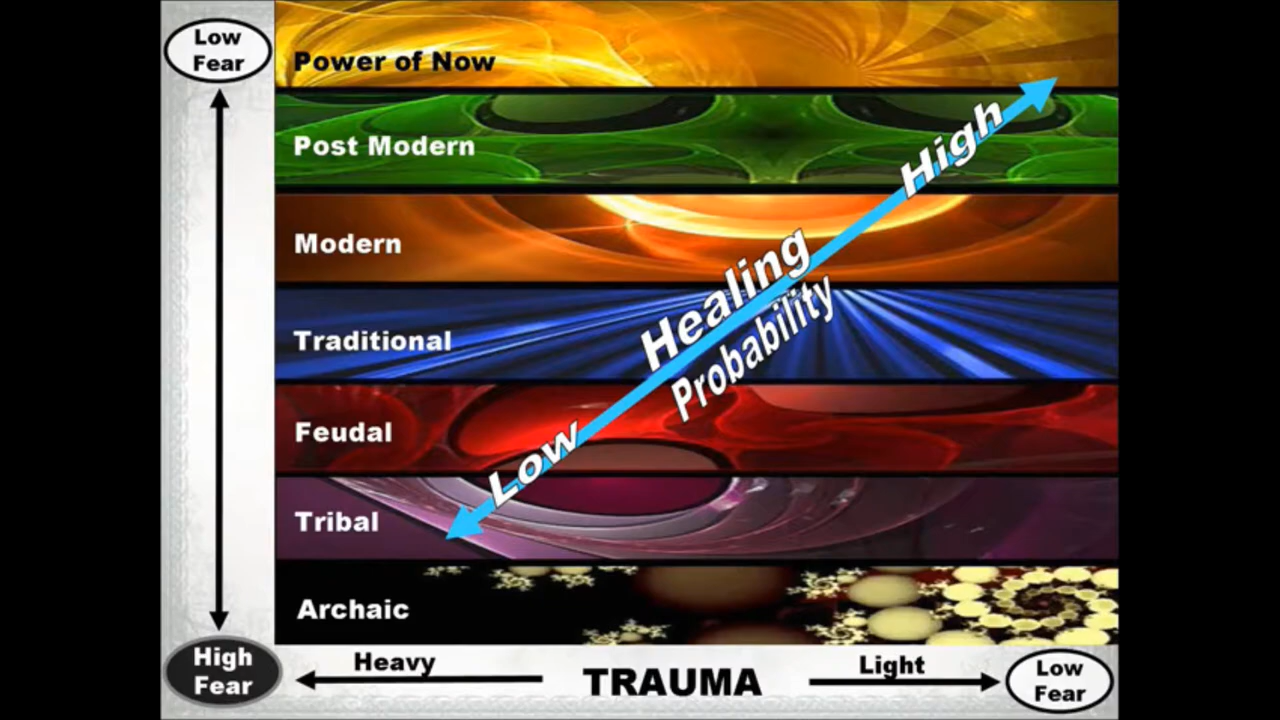 Low
Fear
Power of Now
Post Modern
High
Modern
Healing
Probability
Traditional
Feudal
Low
Tribal
Archaic
High
Fear
Heavy
TRAUMA
Light
Low
Fear